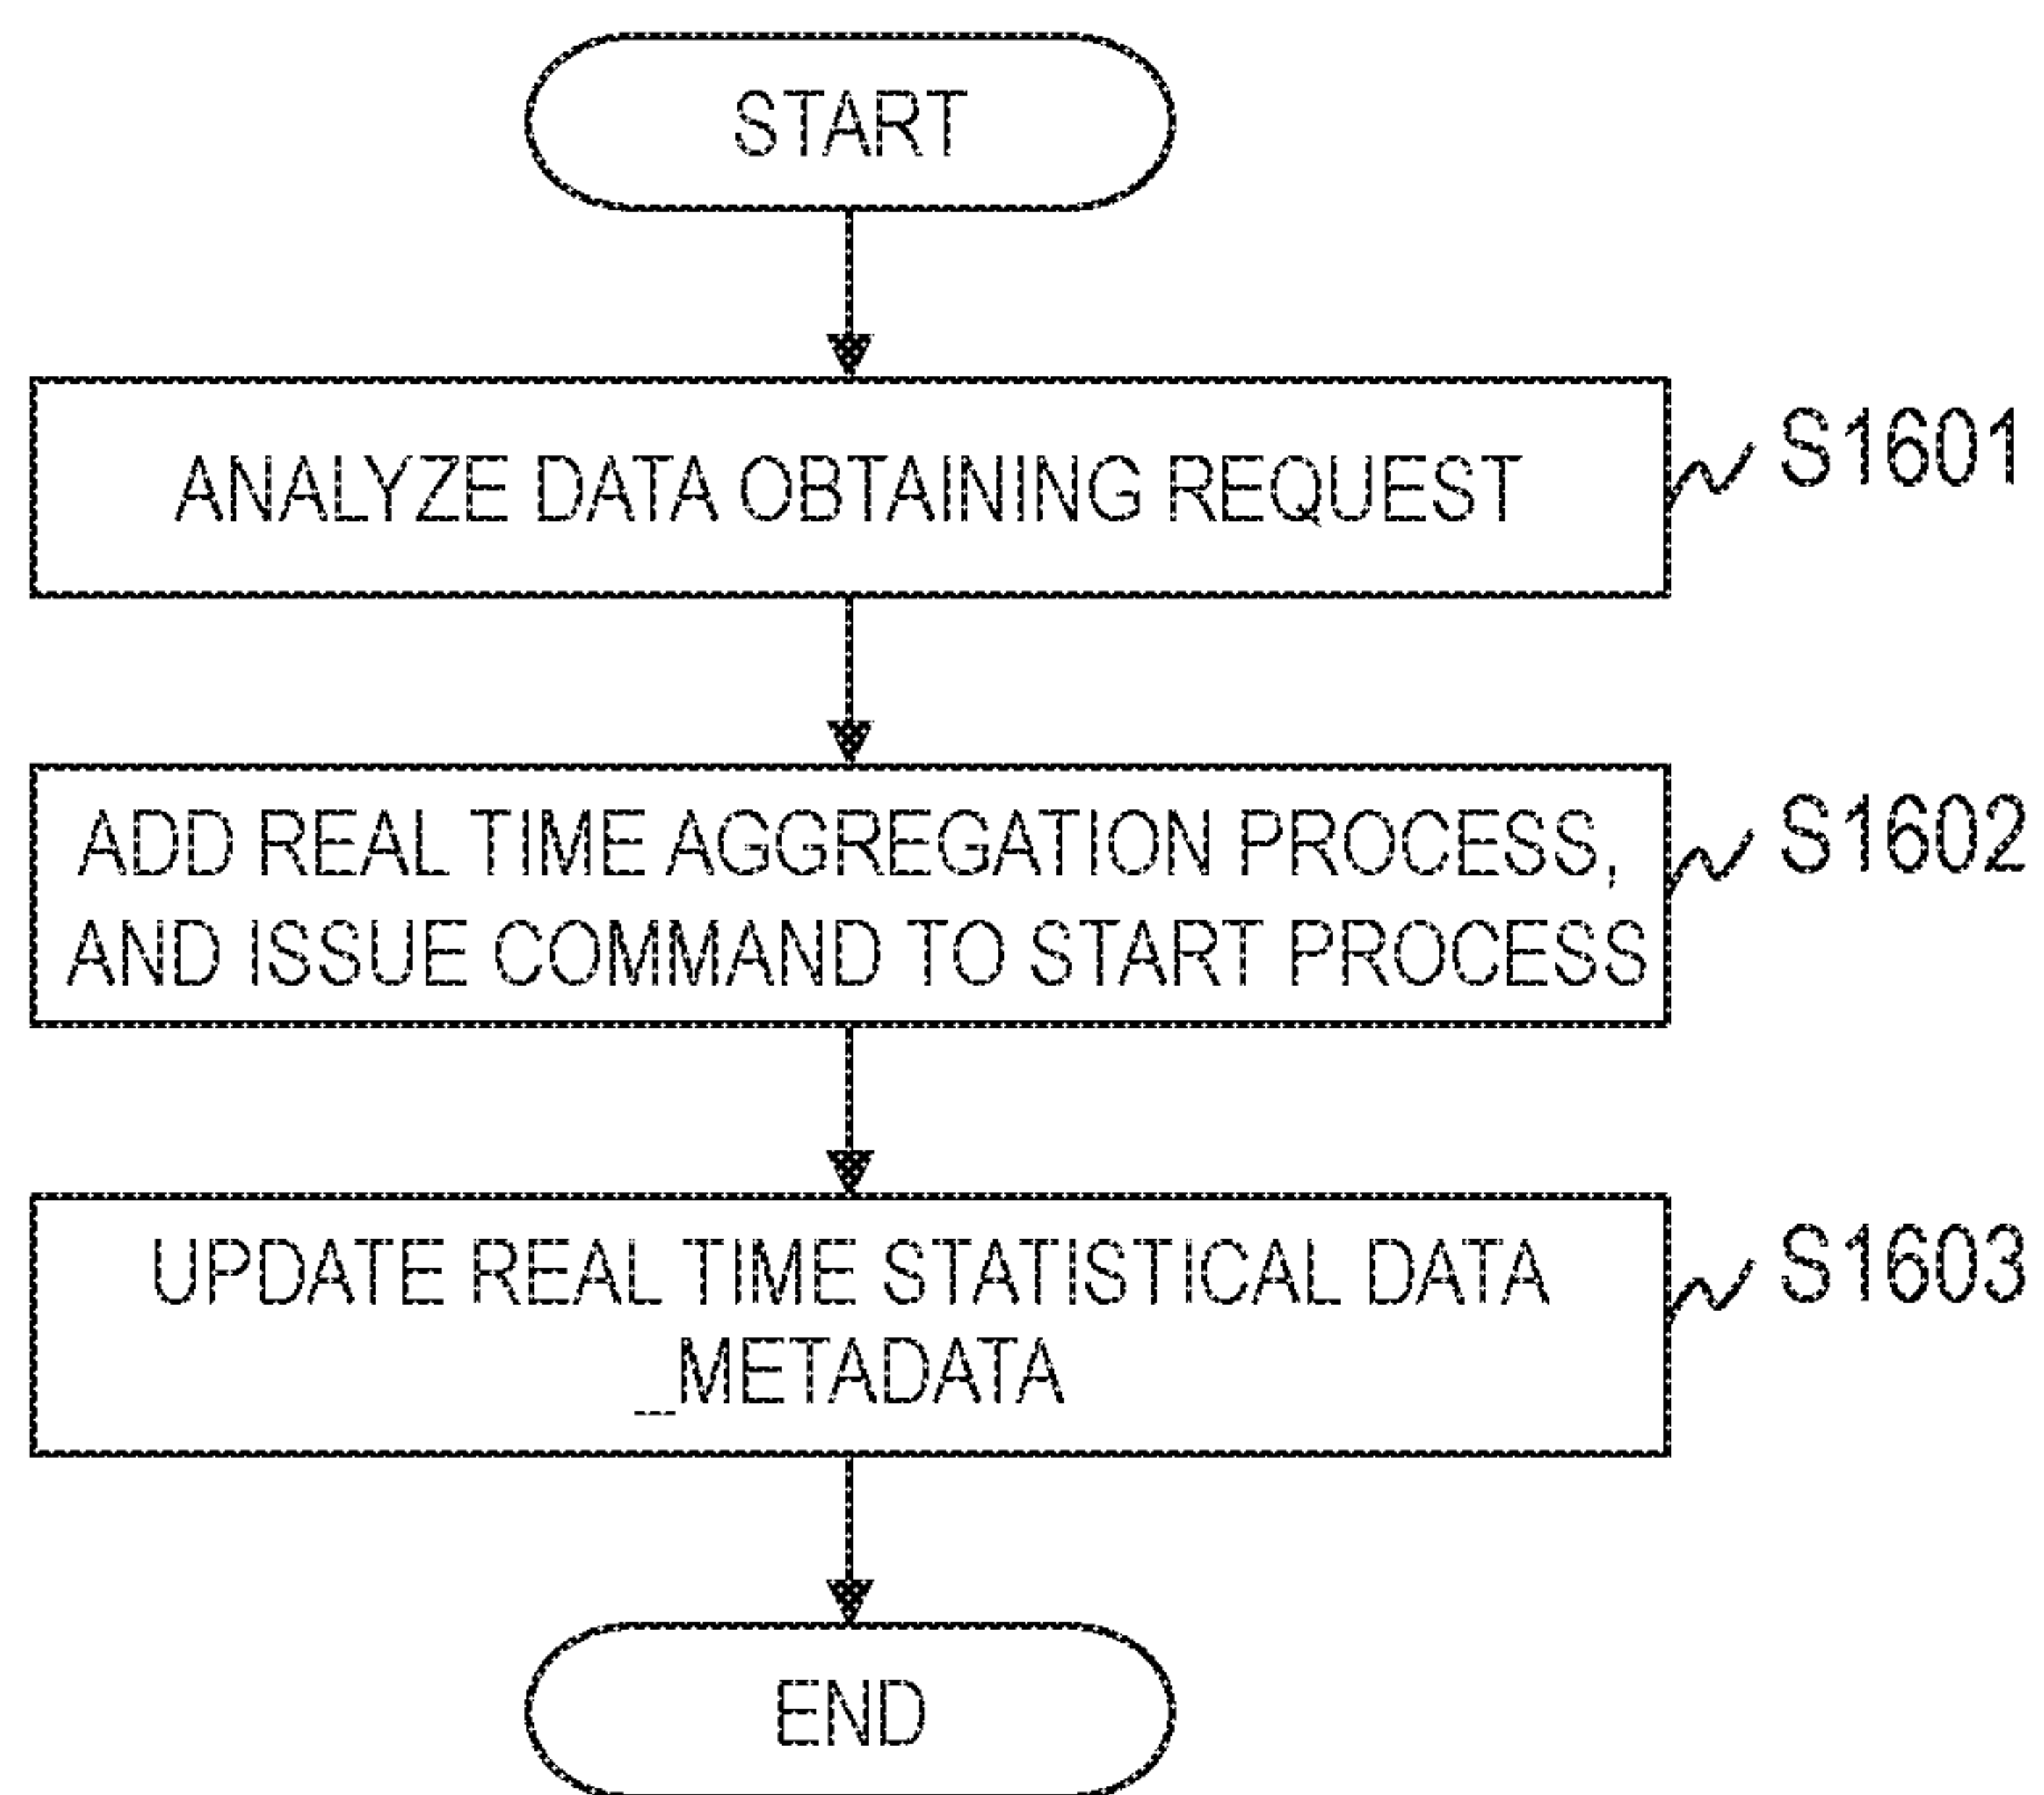 START
ANALYZE DATA OBTAINING REQUEST
S1601
ADD REAL TIME AGGREGATION PROCESS,
AND ISSUE COMMAND TO START PROCESS
S1602
UPDATE REAL TIME STATISTICAL DATA
_METADATA
S1603
END